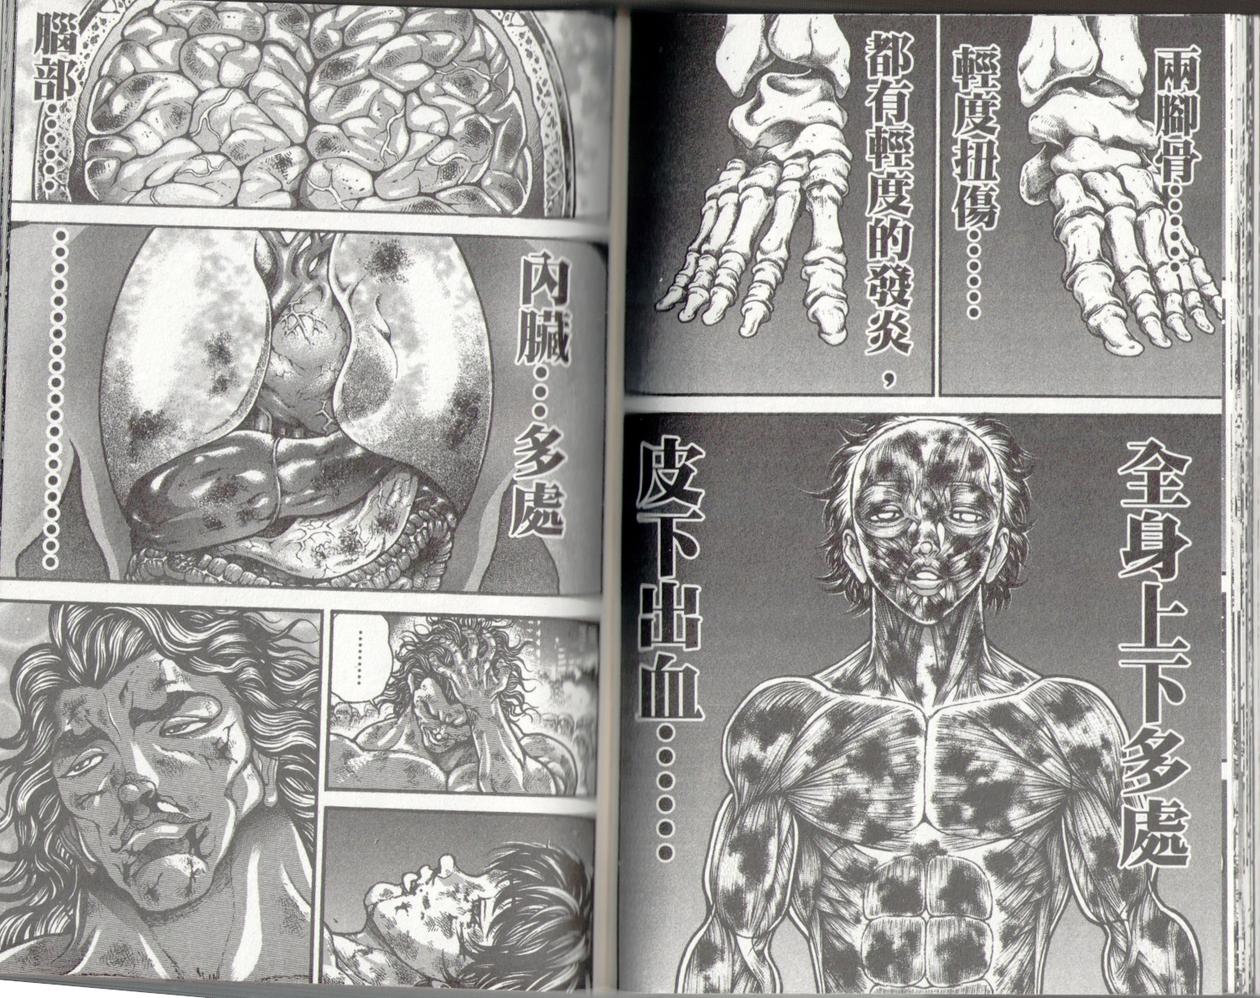 兩腳骨……
輕度扭傷……
都有輕度的發炎，
全身上下多處
皮下出血……
腦部……
內臟…多處
……………………
……